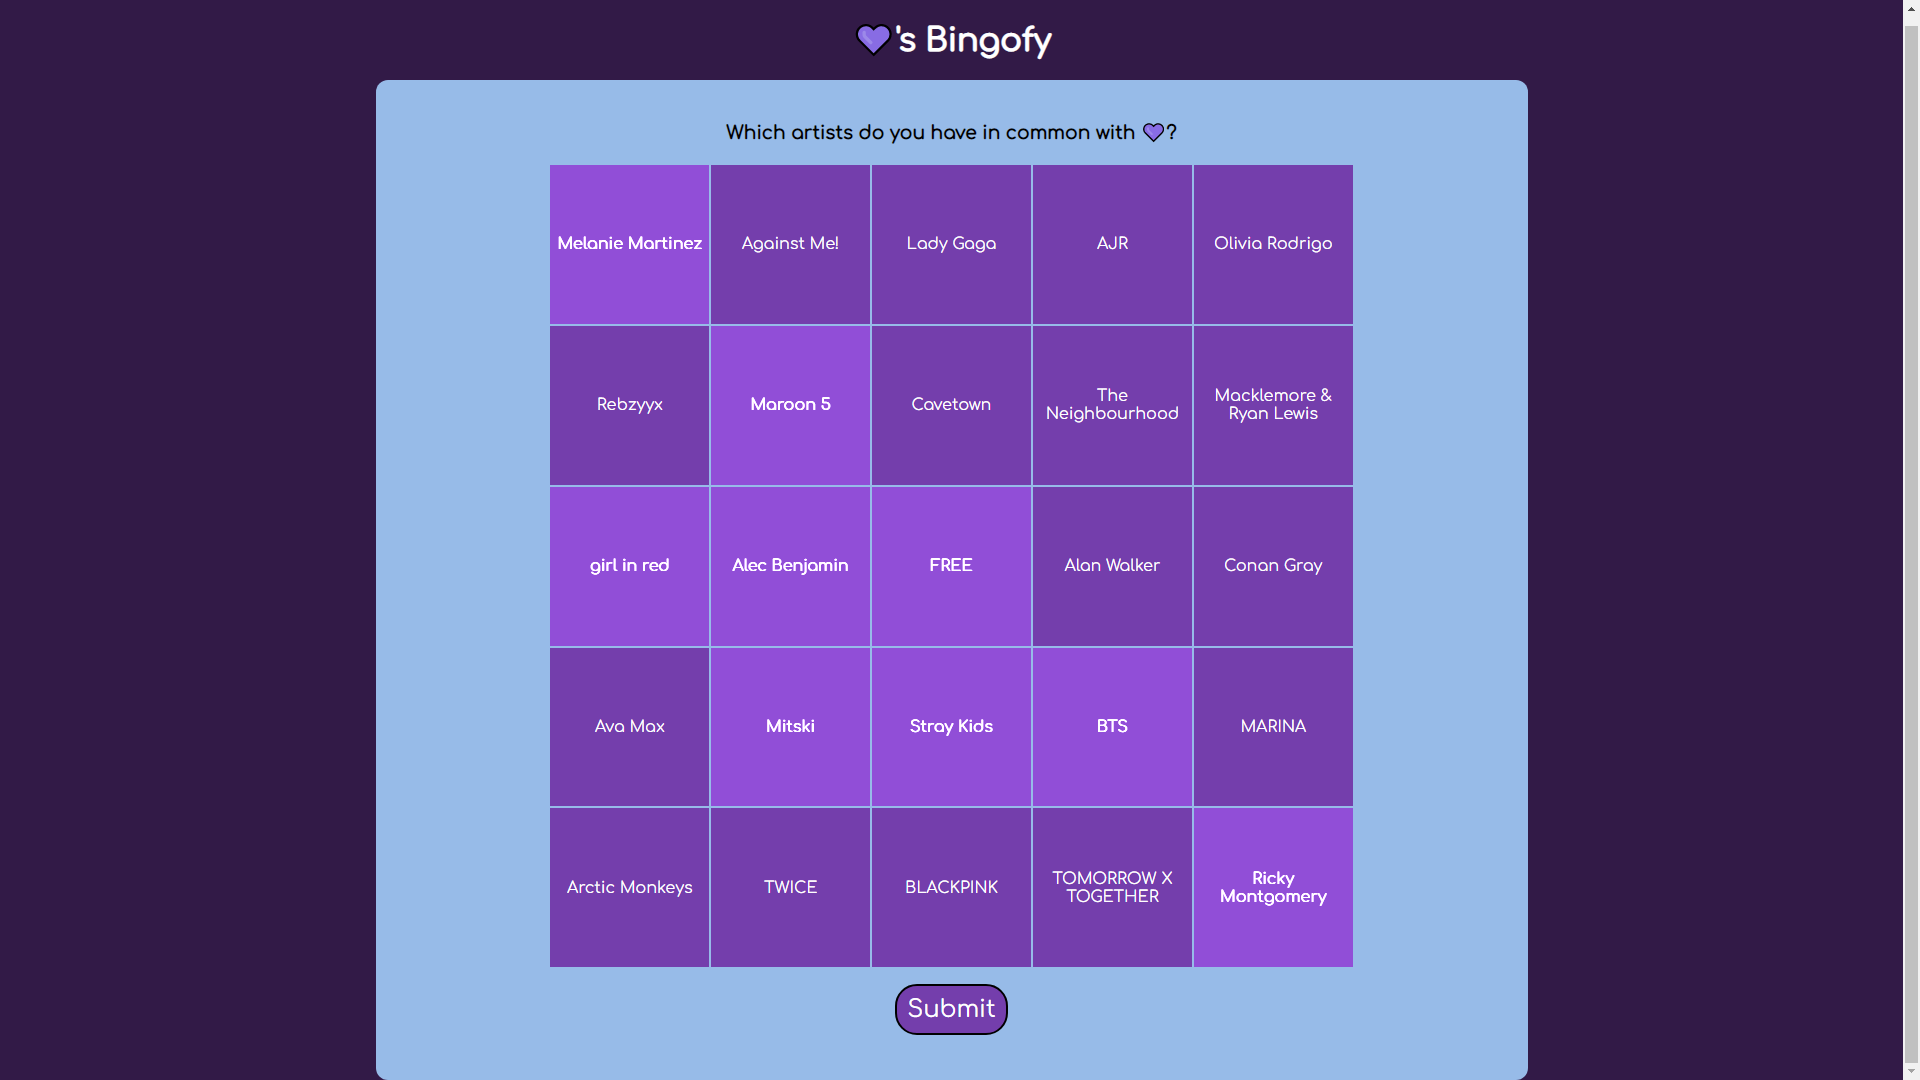 💜's Bingofy
Which artists do you have in common with 💜?
Melanie Martinez
Against Me!
Lady Gaga
AJR
Olivia Rodrigo
Rebzyyx
Maroon 5
Cavetown
The
Neighbourhood
Macklemore &
Ryan Lewis
girl in red
Alec Benjamin
FREE
Alan Walker
Conan Gray
Ava Max
Mitski
Stray Kids
BTS
MARINA
Arctic Monkeys
TWICE
BLACKPINK
TOMORROW X
TOGETHER
Ricky
Montgomery
Submit